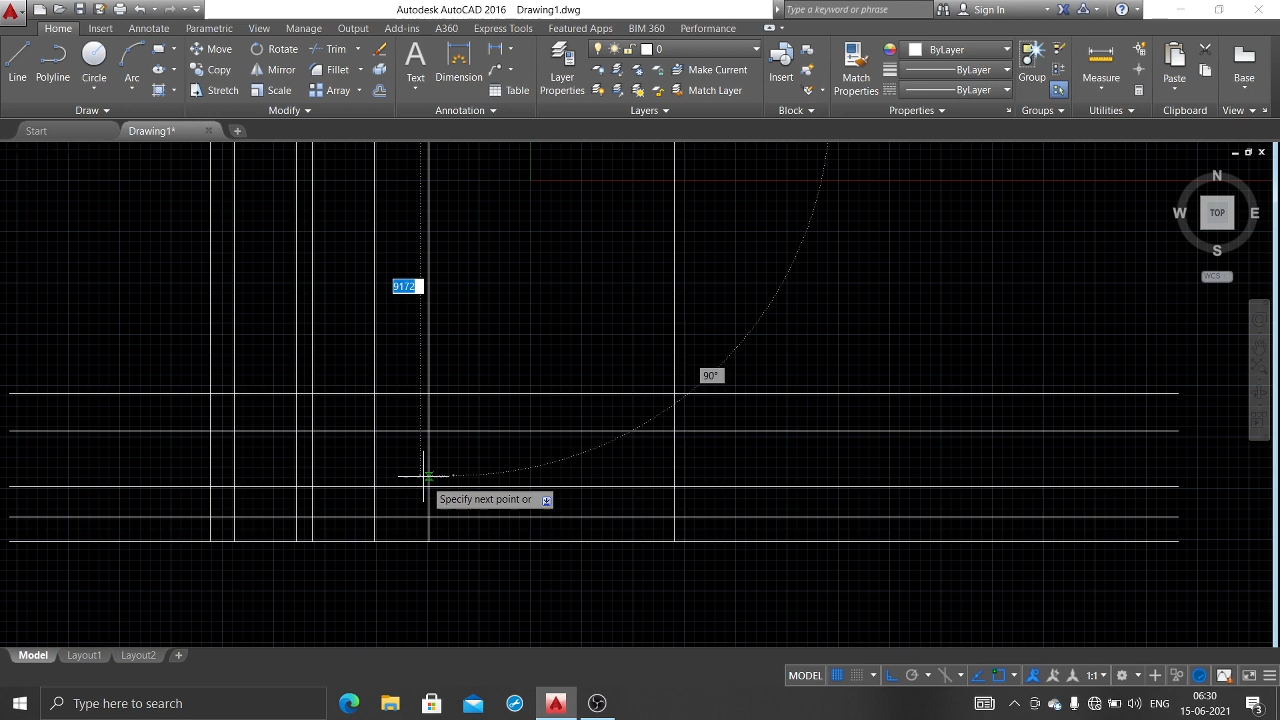 Autodesk AutoCAD 2016 Drawing1.dwg
Type a keyword or phrase
Sign In
Home Insert Annotate Parametric View Manage Output Add-ins A360 Express Tools Featured Apps BIM 360 Performance
Line Polyline Circle Arc
Move Rotate Trim
Copy Mirror Fillet
Stretch Scale Array
Text Dimension
Table
Layer
Properties
0
Make Current
Match Layer
Insert
Match
Properties
ByLayer
ByLayer
ByLayer
Group
Measure
Paste
Base
Draw Modify Annotation Layers Block Properties Groups Utilities Clipboard View
Start Drawing1*
N
W TOP E
S
WCS
9172
90°
Specify next point or
Model Layout1 Layout2
MODEL 1:1
Type here to search
ENG
06:30
15-06-2021
3